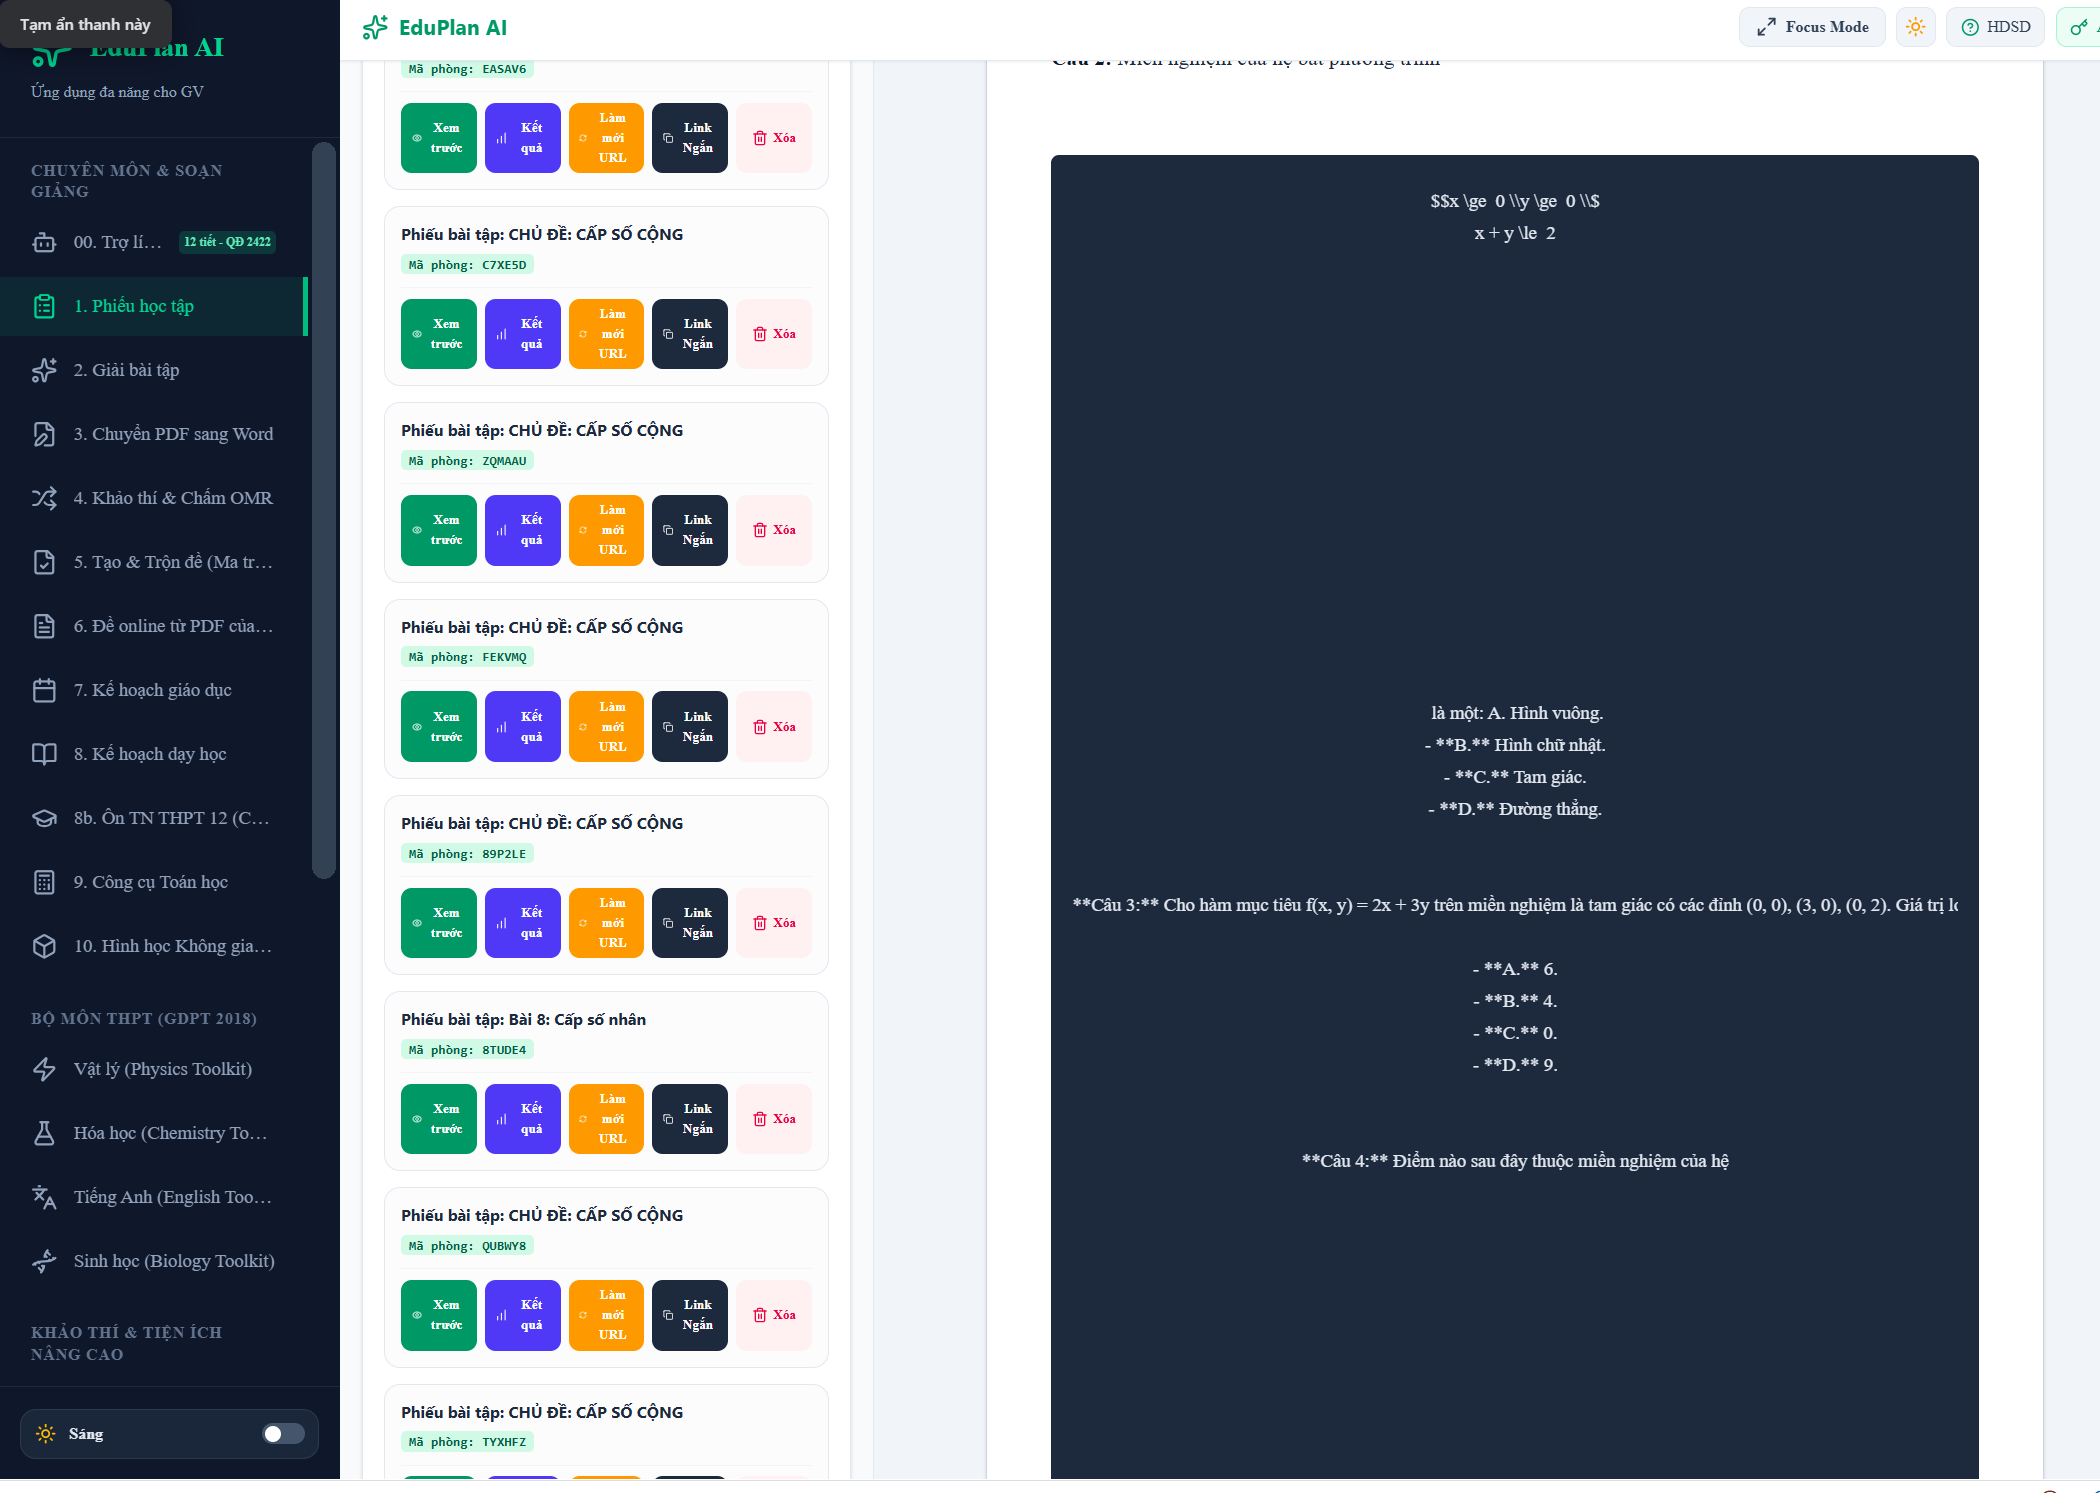 Tạm ẩn thanh này
EduPlan AI
Ứng dụng đa năng cho GV
CHUYÊN MÔN & SOẠN
GIẢNG
00. Trợ lí... 12 tiết - QĐ 2422
1. Phiếu học tập
2. Giải bài tập
3. Chuyển PDF sang Word
4. Khảo thí & Chấm OMR
5. Tạo & Trộn đề (Ma tr...
6. Đề online từ PDF của...
7. Kế hoạch giáo dục
8. Kế hoạch dạy học
8b. Ôn TN THPT 12 (C...
9. Công cụ Toán học
10. Hình học Không gia...
BỘ MÔN THPT (GDPT 2018)
Vật lý (Physics Toolkit)
Hóa học (Chemistry To...
Tiếng Anh (English Too...
Sinh học (Biology Toolkit)
KHẢO THÍ & TIỆN ÍCH
NÂNG CAO
Sáng
EduPlan AI
Focus Mode
HDSD
Mã phòng: EASAV6
Xem trước
Kết quả
Làm mới URL
Link Ngắn
Xóa
Phiếu bài tập: CHỦ ĐỀ: CẤP SỐ CỘNG
Mã phòng: C7XE5D
Xem trước
Kết quả
Làm mới URL
Link Ngắn
Xóa
Phiếu bài tập: CHỦ ĐỀ: CẤP SỐ CỘNG
Mã phòng: ZQMAAU
Xem trước
Kết quả
Làm mới URL
Link Ngắn
Xóa
Phiếu bài tập: CHỦ ĐỀ: CẤP SỐ CỘNG
Mã phòng: FEKVMQ
Xem trước
Kết quả
Làm mới URL
Link Ngắn
Xóa
Phiếu bài tập: CHỦ ĐỀ: CẤP SỐ CỘNG
Mã phòng: 89P2LE
Xem trước
Kết quả
Làm mới URL
Link Ngắn
Xóa
Phiếu bài tập: Bài 8: Cấp số nhân
Mã phòng: 8TUDE4
Xem trước
Kết quả
Làm mới URL
Link Ngắn
Xóa
Phiếu bài tập: CHỦ ĐỀ: CẤP SỐ CỘNG
Mã phòng: QUBWY8
Xem trước
Kết quả
Làm mới URL
Link Ngắn
Xóa
Phiếu bài tập: CHỦ ĐỀ: CẤP SỐ CỘNG
Mã phòng: TYXHFZ
Câu 2: Miền nghiệm của hệ bất phương trình
$$x \ge 0 \\y \ge 0 \\$
x + y \le 2
là một: A. Hình vuông.
- **B.** Hình chữ nhật.
- **C.** Tam giác.
- **D.** Đường thẳng.
**Câu 3:** Cho hàm mục tiêu f(x, y) = 2x + 3y trên miền nghiệm là tam giác có các đỉnh (0, 0), (3, 0), (0, 2). Giá trị
- **A.** 6.
- **B.** 4.
- **C.** 0.
- **D.** 9.
**Câu 4:** Điểm nào sau đây thuộc miền nghiệm của hệ